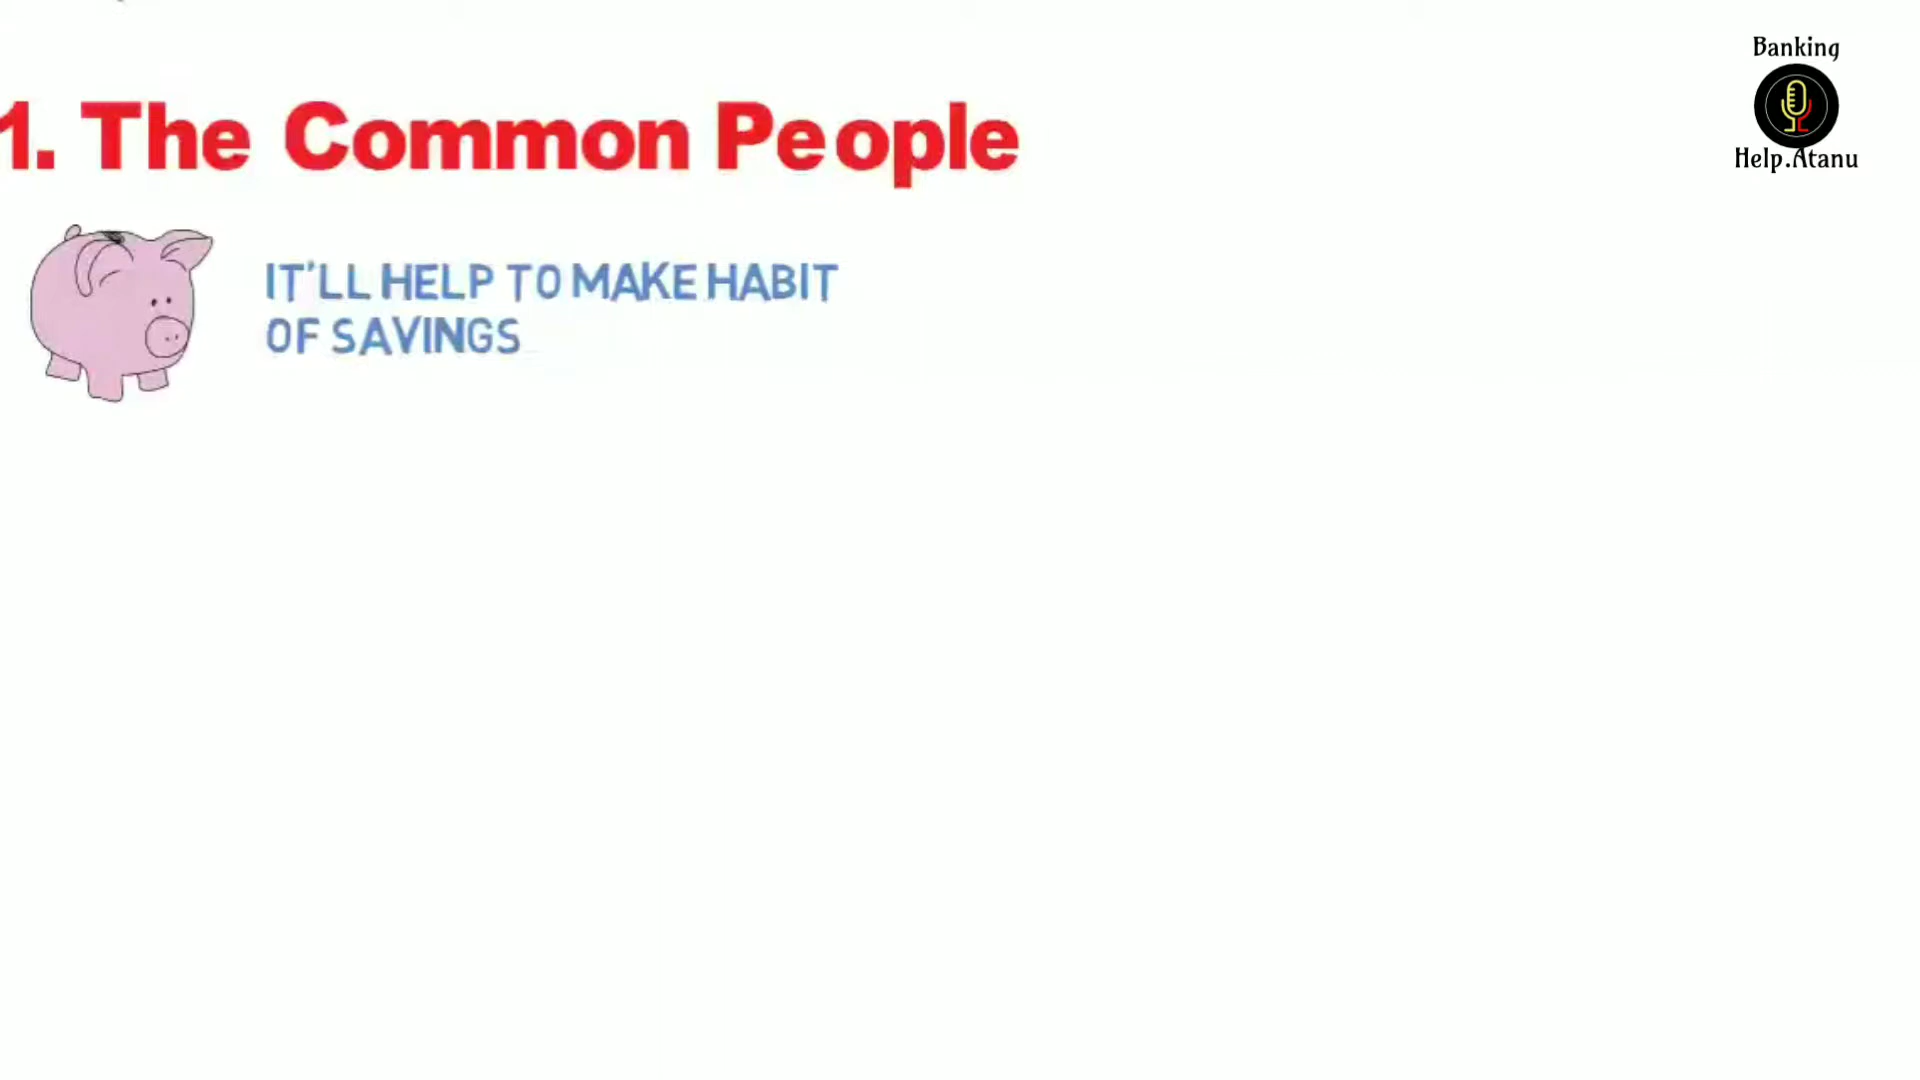 Banking
Help.Atanu
1. The Common People
IT'LL HELP TO MAKE HABIT
OF SAVINGS